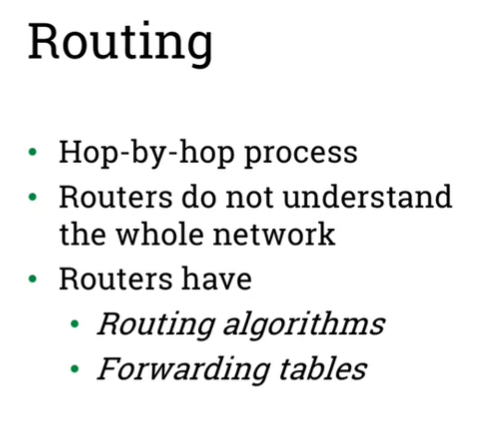 Routing
• Hop-by-hop process
• Routers do not understand
the whole network
• Routers have
• Routing algorithms
• Forwarding tables